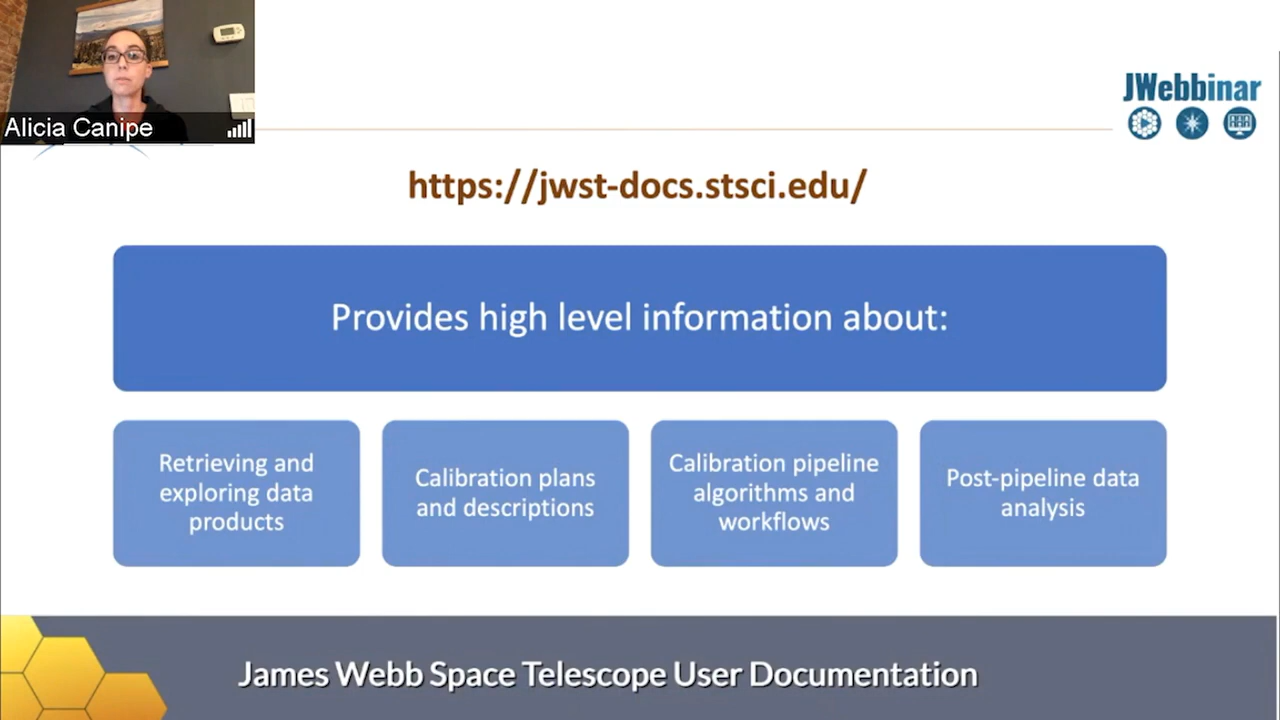 Alicia Canipe
JWebbinar
https://jwst-docs.stsci.edu/
Provides high level information about:
Retrieving and
exploring data
products
Calibration plans
and descriptions
Calibration pipeline
algorithms and
workflows
Post-pipeline data
analysis
James Webb Space Telescope User Documentation